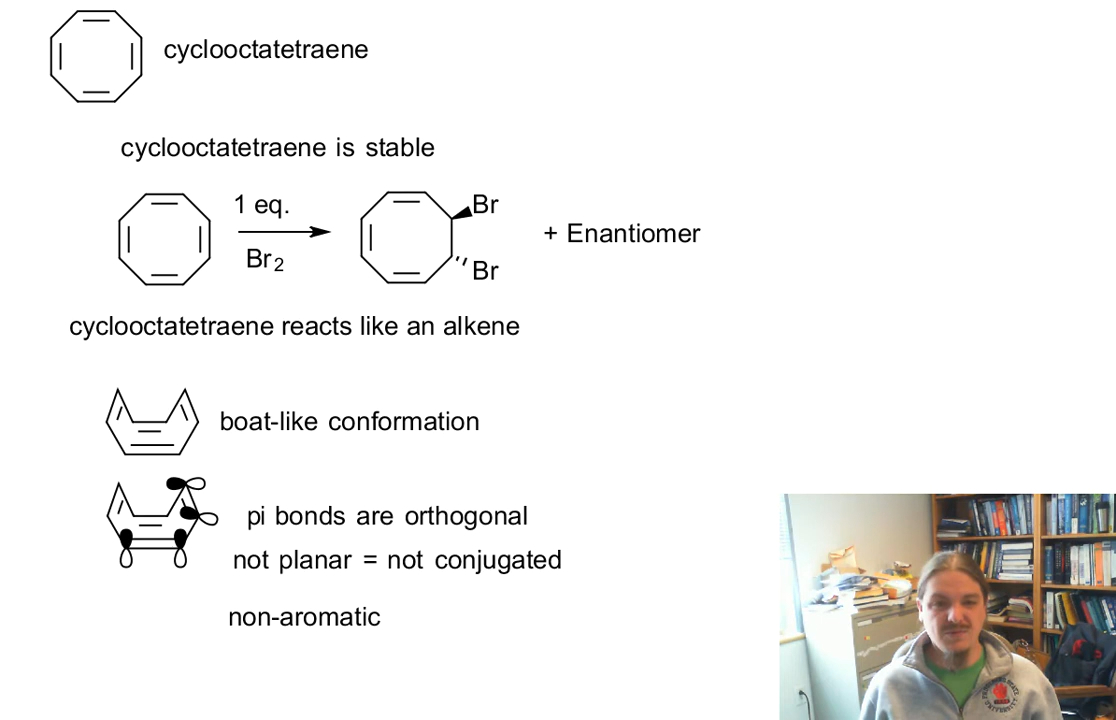 cyclooctatetraene
cyclooctatetraene is stable
1 eq.
Br2
Br
Br
+ Enantiomer
cyclooctatetraene reacts like an alkene
boat-like conformation
pi bonds are orthogonal
not planar = not conjugated
non-aromatic